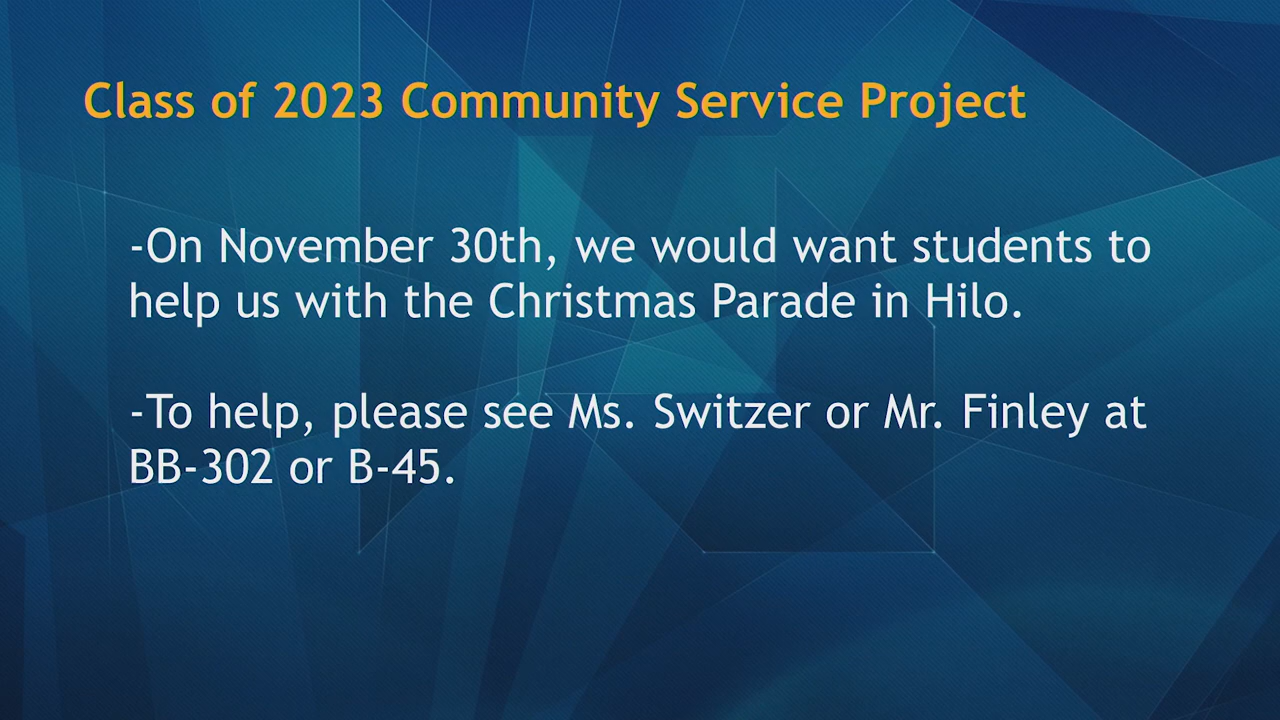 Class of 2023 Community Service Project
-On November 30th, we would want students to
help us with the Christmas Parade in Hilo.
-To help, please see Ms. Switzer or Mr. Finley at
BB-302 or B-45.